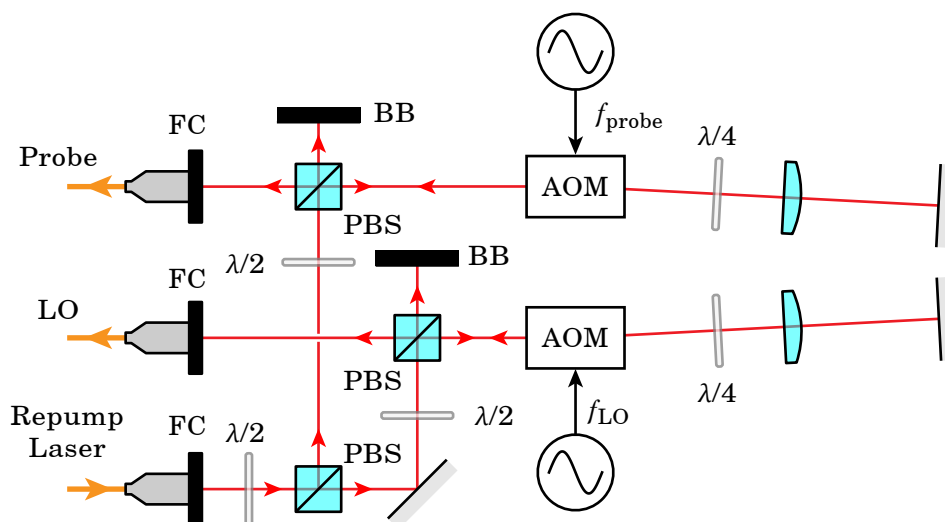 BB
f_probe
FC
λ/4
Probe
AOM
PBS
λ/2
BB
FC
LO
AOM
PBS
λ/4
Repump
Laser
FC
λ/2
PBS
λ/2
f_LO